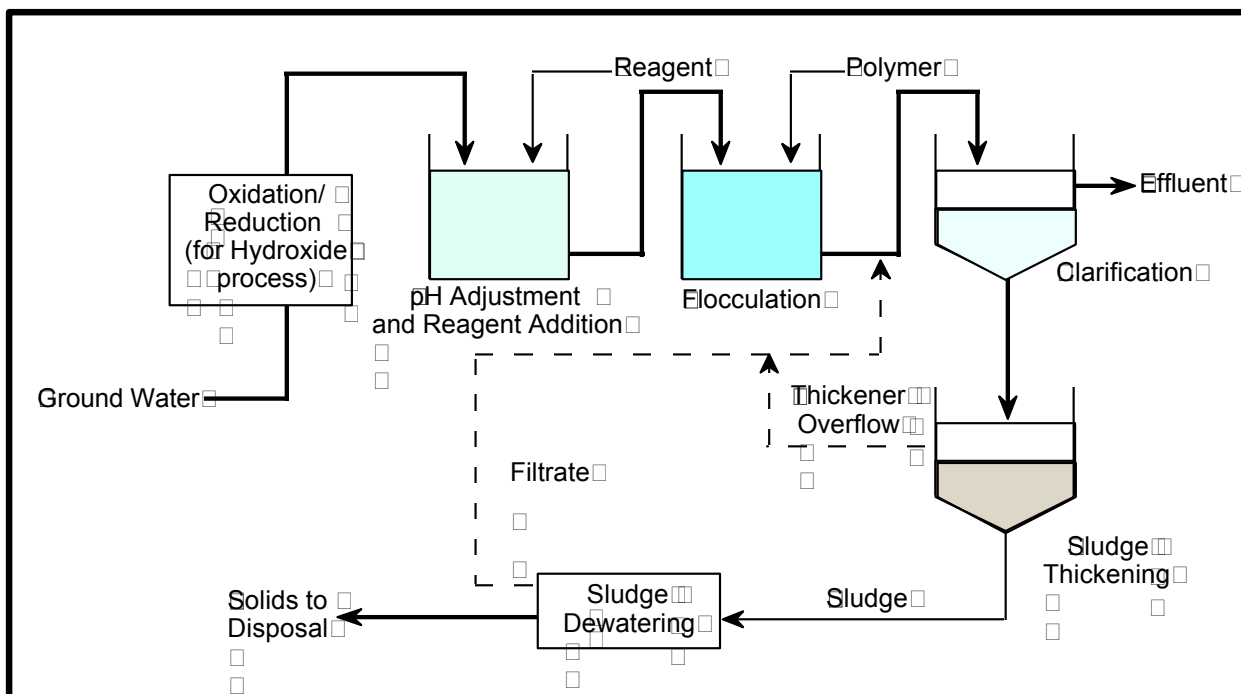 Reagent
Polymer
Oxidation/
Reduction
(for Hydroxide
process)
Effluent
Clarification
pH Adjustment
and Reagent Addition
Flocculation
Ground Water
Thickener
Overflow
Filtrate
Sludge
Thickening
Solids to
Disposal
Sludge
Dewatering
Sludge